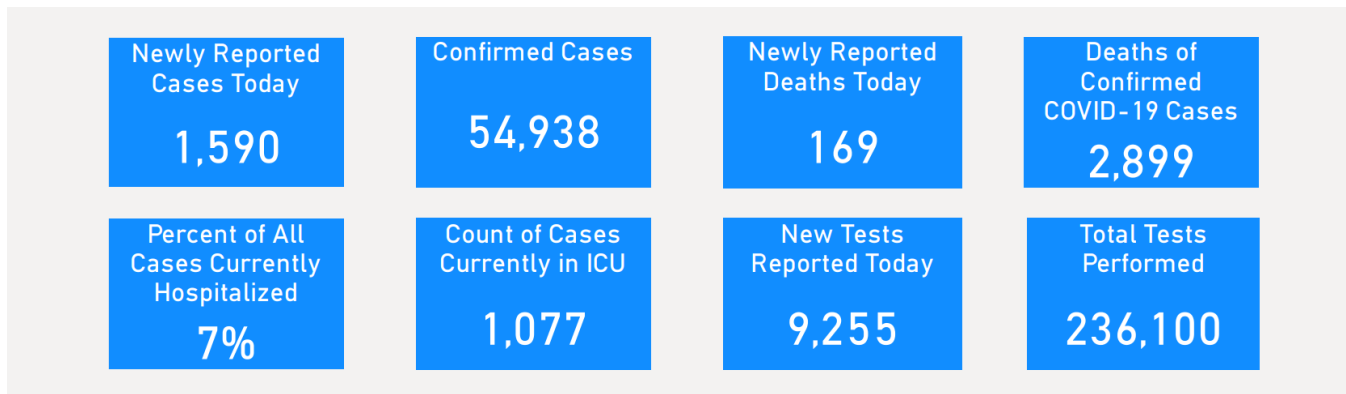 Newly Reported
Cases Today
1,590
Confirmed Cases
54,938
Newly Reported
Deaths Today
169
Deaths of
Confirmed
COVID-19 Cases
2,899
Percent of All
Cases Currently
Hospitalized
7%
Count of Cases
Currently in ICU
1,077
New Tests
Reported Today
9,255
Total Tests
Performed
236,100